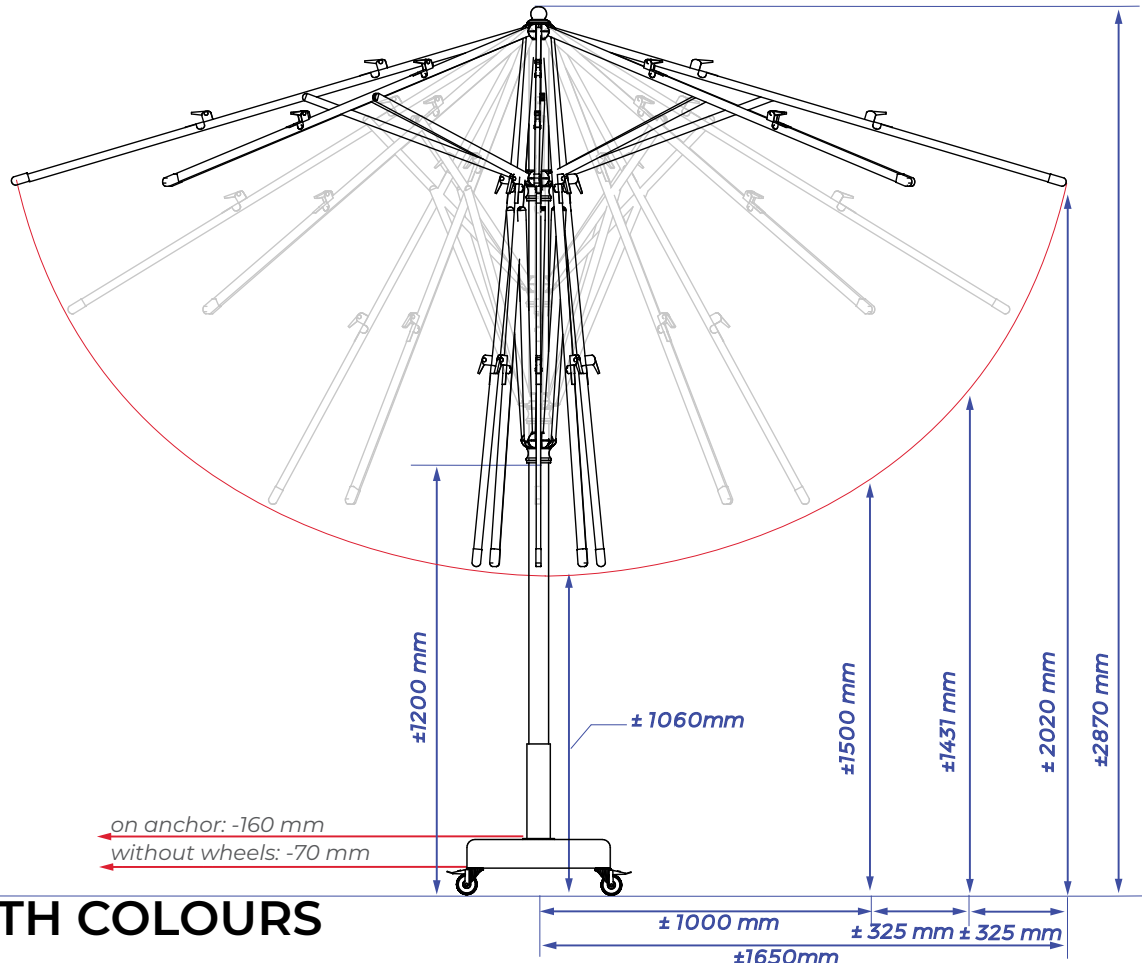 ±1200 mm
± 1060mm
±1500 mm
±1431 mm
± 2020 mm
±2870 mm
on anchor: -160 mm
without wheels: -70 mm
TH COLOURS
± 1000 mm
± 325 mm
± 325 mm
±1650mm